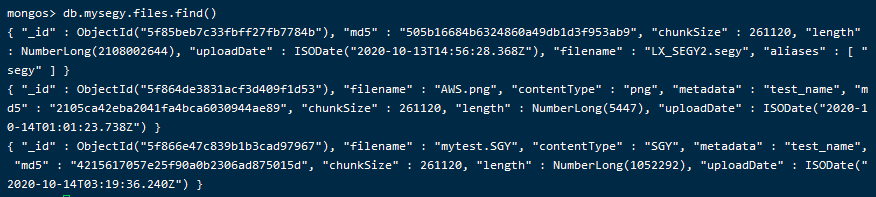 mongos> db.mysegy.files.find()
{ "_id" : ObjectId("5f85beb7c33fbff27fb7784b"), "md5" : "505b16684b6324860a49db1d3f953ab9", "chunkSize" : 261120, "length"
: NumberLong(2108002644), "uploadDate" : ISODate("2020-10-13T14:56:28.368Z"), "filename" : "LX_SEGY2.segy", "aliases" : [ "
segy" ] }
{ "_id" : ObjectId("5f864de3831acf3d409f1d53"), "filename" : "AWS.png", "contentType" : "png", "metadata" : "test_name", "m
d5" : "2105ca42eba2041fa4bca6030944ae89", "chunkSize" : 261120, "length" : NumberLong(5447), "uploadDate" : ISODate("2020-1
0-14T01:01:23.738Z") }
{ "_id" : ObjectId("5f866e47c839b1b3cad97967"), "filename" : "mytest.SGY", "contentType" : "SGY", "metadata" : "test_name",
"md5" : "4215617057e25f90a0b2306ad875015d", "chunkSize" : 261120, "length" : NumberLong(1052292), "uploadDate" : ISODate("
2020-10-14T03:19:36.240Z") }